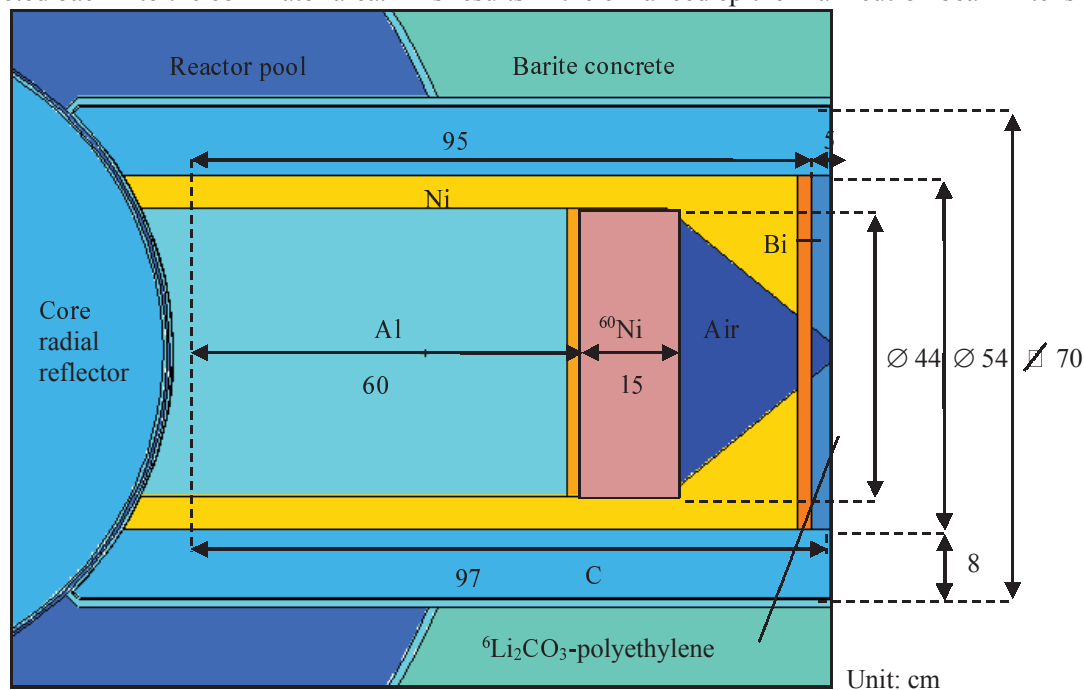 Reactor pool
Barite concrete
95
5
Ni
Bi
Core
radial
reflector
Al
⁶⁰Ni
Air
60
15
∅ 44
∅ 54
70
97
C
8
⁶Li₂CO₃-polyethylene
Unit: cm